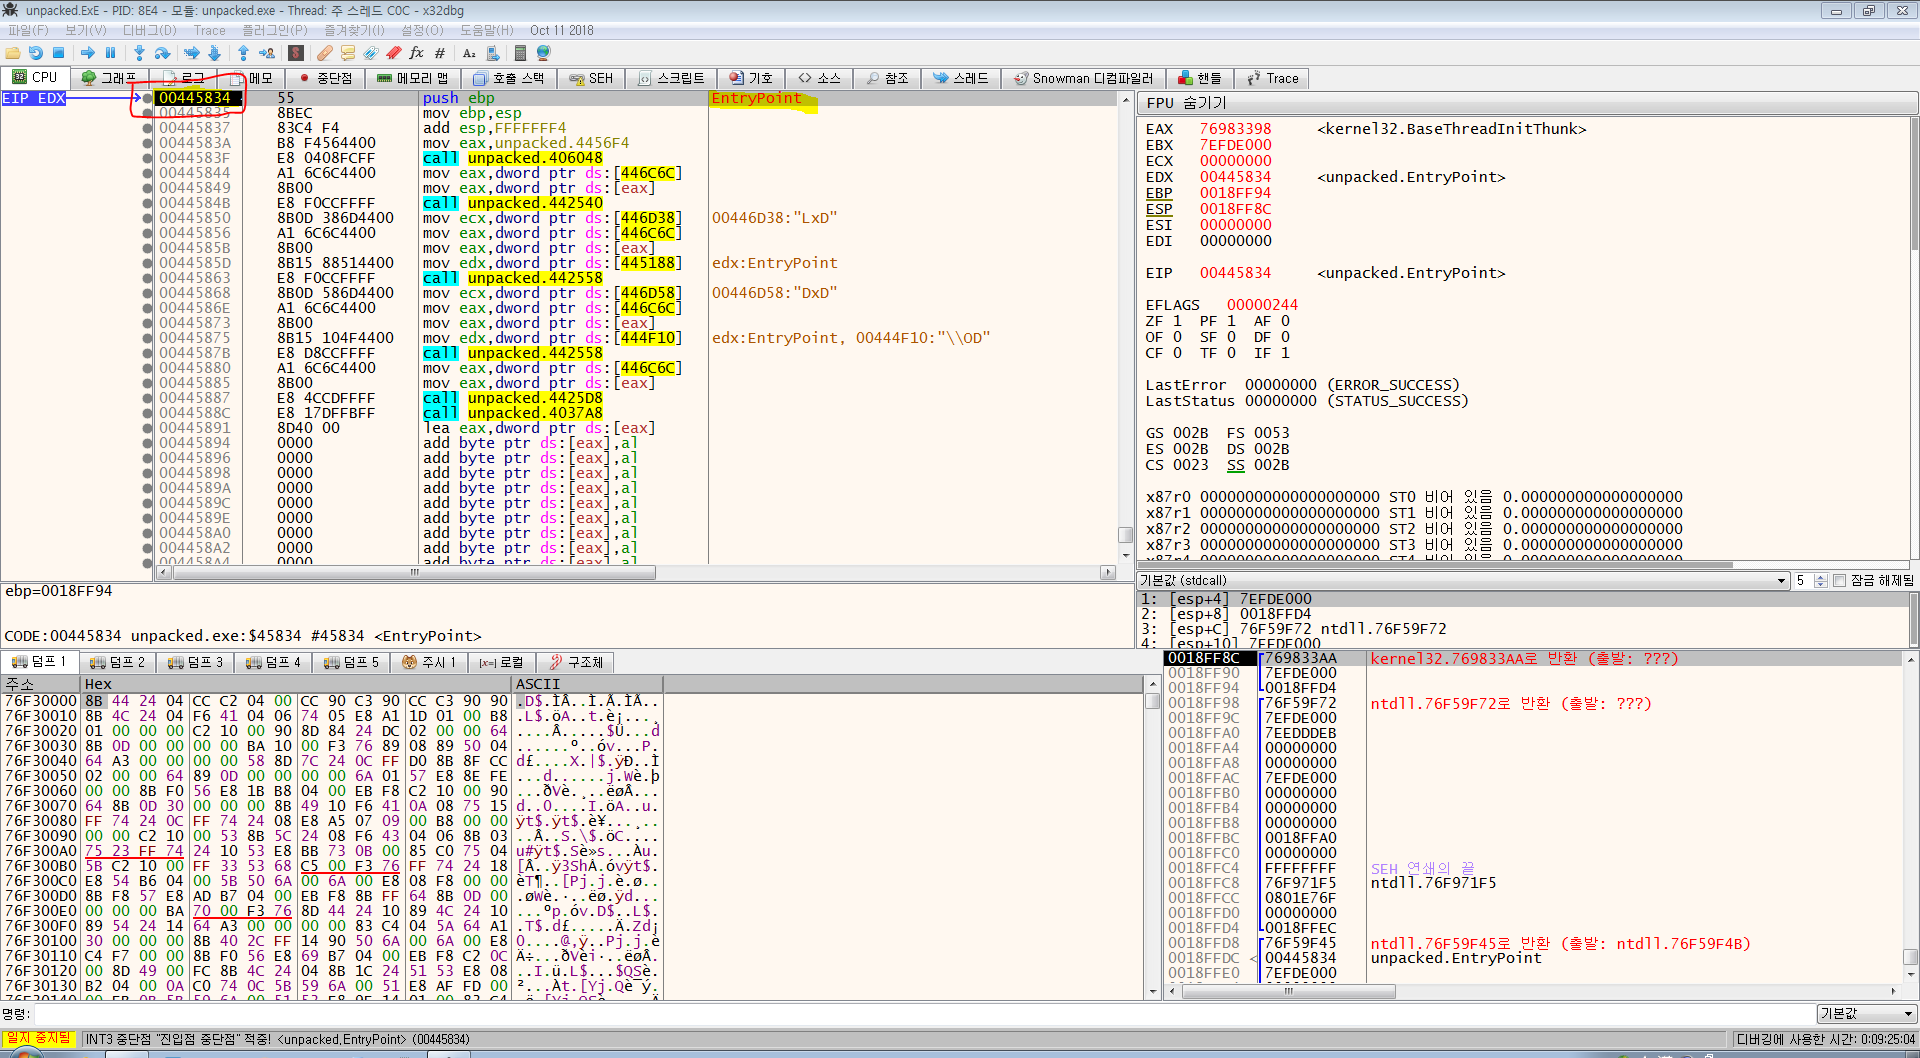 unpacked.ExE - PID: 8E4 - 모듈: unpacked.exe - Thread: 주 스레드 C0C - x32dbg
파일(F) 보기(V) 디버그(D) Trace 플러그인(P) 즐겨찾기(I) 설정(O) 도움말(H) Oct 11 2018
CPU 그래프 로그 메모 중단점 메모리 맵 호출 스택 SEH 스크립트 기호 소스 참조 스레드 Snowman 디컴파일러 핸들 Trace
EIP EDX 00445834 55 push ebp EntryPoint
00445835 8BEC mov ebp,esp
00445837 83C4 F4 add esp,FFFFFFF4
0044583A B8 F4564400 mov eax,unpacked.4456F4
0044583F E8 0408FCFF call unpacked.406048
00445844 A1 6C6C4400 mov eax,dword ptr ds:[446C6C]
00445849 8B00 mov eax,dword ptr ds:[eax]
0044584B E8 F0CCFFFF call unpacked.442540
00445850 8B0D 386D4400 mov ecx,dword ptr ds:[446D38] 00446D38:"LxD"
00445856 A1 6C6C4400 mov eax,dword ptr ds:[446C6C]
0044585B 8B00 mov eax,dword ptr ds:[eax]
0044585D 8B15 88514400 mov edx,dword ptr ds:[445188] edx:EntryPoint
00445863 E8 F0CCFFFF call unpacked.442558
00445868 8B0D 586D4400 mov ecx,dword ptr ds:[446D58] 00446D58:"DxD"
0044586E A1 6C6C4400 mov eax,dword ptr ds:[446C6C]
00445873 8B00 mov eax,dword ptr ds:[eax]
00445875 8B15 104F4400 mov edx,dword ptr ds:[444F10] edx:EntryPoint, 00444F10:"\\OD"
0044587B E8 D8CCFFFF call unpacked.442558
00445880 A1 6C6C4400 mov eax,dword ptr ds:[446C6C]
00445885 8B00 mov eax,dword ptr ds:[eax]
00445887 E8 4CCDFFFF call unpacked.4425D8
0044588C E8 17DFFBFF call unpacked.4037A8
00445891 8D40 00 lea eax,dword ptr ds:[eax]
00445894 0000 add byte ptr ds:[eax],al
00445896 0000 add byte ptr ds:[eax],al
00445898 0000 add byte ptr ds:[eax],al
0044589A 0000 add byte ptr ds:[eax],al
0044589C 0000 add byte ptr ds:[eax],al
0044589E 0000 add byte ptr ds:[eax],al
004458A0 0000 add byte ptr ds:[eax],al
004458A2 0000 add byte ptr ds:[eax],al
004458A4 0000 add byte ptr ds:[eax],al
ebp=0018FF94
CODE:00445834 unpacked.exe:$45834 #45834 <EntryPoint>
FPU 숨기기
EAX 76983398 <kernel32.BaseThreadInitThunk>
EBX 7EFDE000
ECX 00000000
EDX 00445834 <unpacked.EntryPoint>
EBP 0018FF94
ESP 0018FF8C
ESI 00000000
EDI 00000000
EIP 00445834 <unpacked.EntryPoint>
EFLAGS 00000244
ZF 1 PF 1 AF 0
OF 0 SF 0 DF 0
CF 0 TF 0 IF 1
LastError 00000000 (ERROR_SUCCESS)
LastStatus 00000000 (STATUS_SUCCESS)
GS 002B FS 0053
ES 002B DS 002B
CS 0023 SS 002B
x87r0 00000000000000000000 ST0 비어 있음 0.000000000000000000
x87r1 00000000000000000000 ST1 비어 있음 0.000000000000000000
x87r2 00000000000000000000 ST2 비어 있음 0.000000000000000000
x87r3 00000000000000000000 ST3 비어 있음 0.000000000000000000
x87r4 00000000000000000000 ST4 비어 있음 0.000000000000000000
기본값 (stdcall) 5 잠금 해제됨
1: [esp+4] 7EFDE000
2: [esp+8] 0018FFD4
3: [esp+C] 76F59F72 ntdll.76F59F72
4: [esp+10] 7EFDE000
덤프 1 덤프 2 덤프 3 덤프 4 덤프 5 주시 1 [x=] 로컬 구조체
주소 Hex ASCII
76F30000 8B 44 24 04 CC C2 04 00 CC 90 C3 90 CC C3 90 90 .D$.ÌÂ..Ì.Ã.ÌÃ..
76F30010 8B 4C 24 04 F6 41 04 06 74 05 E8 A1 1D 01 00 B8 .L$.öA..t.è¡...¸
76F30020 01 00 00 00 C2 10 00 90 8D 84 24 DC 02 00 00 64 ....Â.....$Ü...d
76F30030 8B 0D 00 00 00 00 BA 10 00 F3 76 89 08 89 50 04 ......º..óv...P.
76F30040 64 A3 00 00 00 00 58 8D 7C 24 0C FF D0 8B 8F CC d£....X.|$.ÿÐ..Ì
76F30050 02 00 00 64 89 0D 00 00 00 00 6A 01 57 E8 8E FE ...d......j.Wè.þ
76F30060 00 00 8B F0 56 E8 1B B8 04 00 EB F8 C2 10 00 90 ...ðVè.¸..ëøÂ...
76F30070 64 8B 0D 30 00 00 00 8B 49 10 F6 41 0A 08 75 15 d..0....I.öA..u.
76F30080 FF 74 24 0C FF 74 24 08 E8 A5 07 09 00 B8 00 00 ÿt$.ÿt$.è¥...¸..
76F30090 00 00 C2 10 00 53 8B 5C 24 08 F6 43 04 06 8B 03 ..Â..S.\$.öC....
76F300A0 75 23 FF 74 24 10 53 E8 BB 73 0B 00 85 C0 75 04 u#ÿt$.Sè»s...Àu.
76F300B0 5B C2 10 00 FF 33 53 68 C5 00 F3 76 FF 74 24 18 [Â..ÿ3ShÅ.óvÿt$.
76F300C0 E8 54 B6 04 00 5B 50 6A 00 6A 00 E8 08 F8 00 00 èT¶..[Pj.j.è.ø..
76F300D0 8B F8 57 E8 AD B7 04 00 EB F8 8B FF 64 8B 0D 00 .øWè.·..ëø.ÿd...
76F300E0 00 00 00 BA 70 00 F3 76 8D 44 24 10 89 4C 24 10 ...ºp.óv.D$..L$.
76F300F0 89 54 24 14 64 A3 00 00 00 00 83 C4 04 5A 64 A1 .T$.d£.....Ä.Zd¡
76F30100 30 00 00 00 8B 40 2C FF 14 90 50 6A 00 6A 00 E8 0....@,ÿ..Pj.j.è
76F30110 C4 F7 00 00 8B F0 56 E8 69 B7 04 00 EB F8 C2 0C Ä÷...ðVèi·..ëøÂ.
76F30120 00 8D 49 00 FC 8B 4C 24 04 8B 1C 24 51 53 E8 08 ..I.ü.L$...$QSè.
76F30130 B2 04 00 0A C0 74 0C 5B 59 6A 00 51 E8 AF FD 00 ²...Àt.[Yj.Qè¯ý.
0018FF8C 769833AA kernel32.769833AA로 반환 (출발: ???)
0018FF90 7EFDE000
0018FF94 0018FFD4
0018FF98 76F59F72 ntdll.76F59F72로 반환 (출발: ???)
0018FF9C 7EFDE000
0018FFA0 7EEDDDEB
0018FFA4 00000000
0018FFA8 00000000
0018FFAC 7EFDE000
0018FFB0 00000000
0018FFB4 00000000
0018FFB8 00000000
0018FFBC 0018FFA0
0018FFC0 00000000
0018FFC4 FFFFFFFF SEH 연쇄의 끝
0018FFC8 76F971F5 ntdll.76F971F5
0018FFCC 0801E76F
0018FFD0 00000000
0018FFD4 0018FFEC
0018FFD8 76F59F45 ntdll.76F59F45로 반환 (출발: ntdll.76F59F4B)
0018FFDC 00445834 unpacked.EntryPoint
0018FFE0 7EFDE000
명령: 기본값
일지 중지됨 INT3 중단점 "진입점 중단점" 적중! <unpacked.EntryPoint> (00445834) 디버깅에 사용한 시간: 0:09:25:04